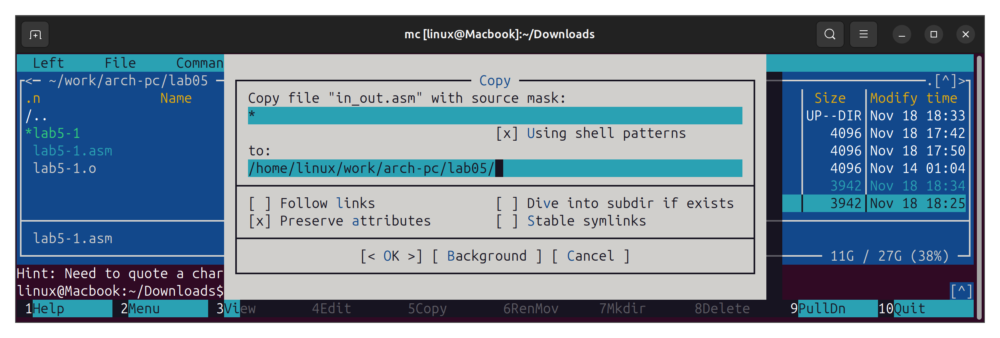 mc [linux@Macbook]:~/Downloads
Left File Comman
<─ ~/work/arch-pc/lab05 ─ Copy .[^]>
.n Name Copy file "in_out.asm" with source mask: Size Modify time
/.. * UP--DIR Nov 18 18:33
*lab5-1 [x] Using shell patterns 4096 Nov 18 17:42
lab5-1.asm to: 4096 Nov 18 17:50
lab5-1.o /home/linux/work/arch-pc/lab05/ 4096 Nov 14 01:04
3942 Nov 18 18:34
[ ] Follow links [ ] Dive into subdir if exists 3942 Nov 18 18:25
[x] Preserve attributes [ ] Stable symlinks
lab5-1.asm
[< OK >] [ Background ] [ Cancel ] 11G / 27G (38%)
Hint: Need to quote a char
linux@Macbook:~/Downloads$ [^]
1Help 2Menu 3View 4Edit 5Copy 6RenMov 7Mkdir 8Delete 9PullDn 10Quit